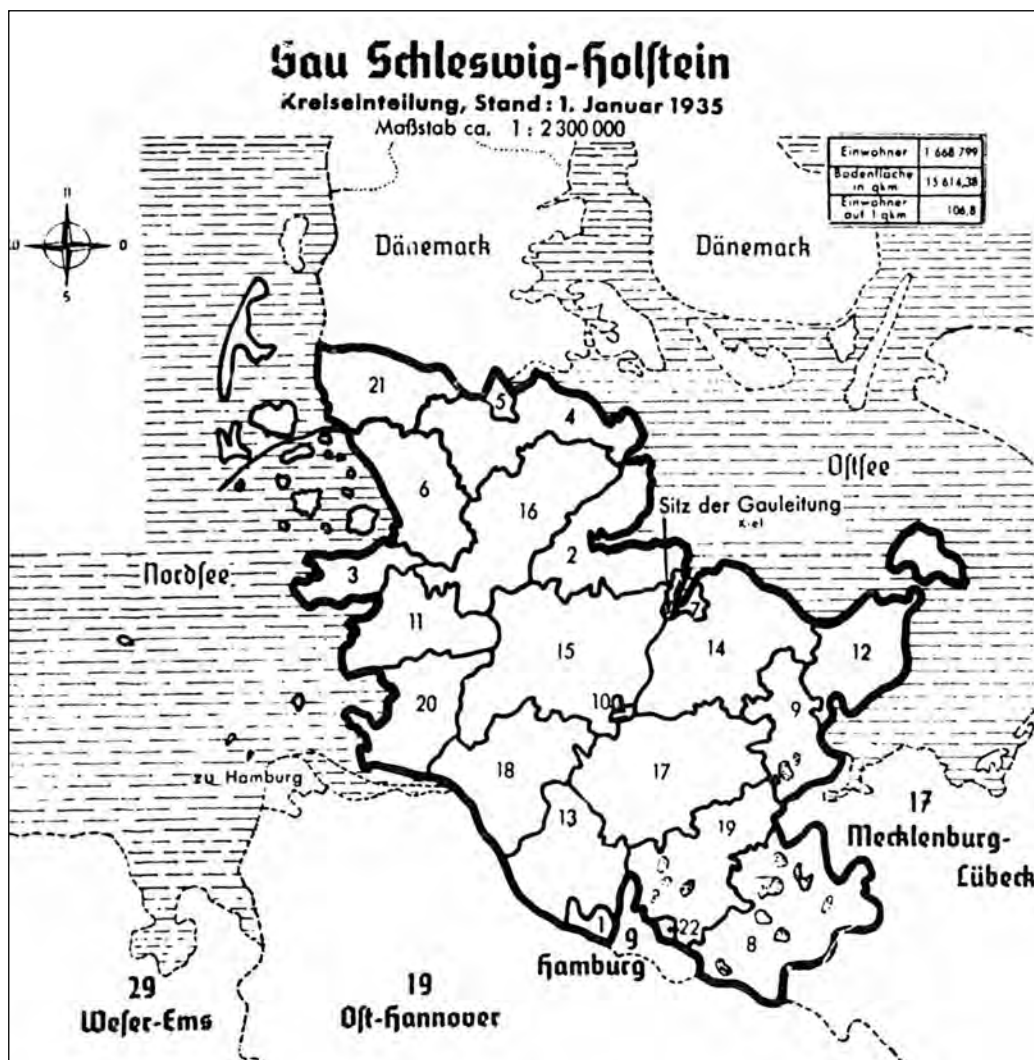 Gau Schleswig-Holstein
Kreiseinteilung, Stand: 1. Januar 1935
Maßstab ca. 1 : 2 300 000
Einwohner 1 668 799
Bodenfläche in qkm 15 614,38
Einwohner auf 1 qkm 106,8
n
W
O
S
Dänemark
Dänemark
21
5
4
Ostsee
6
16
Sitz der Gauleitung
Kiel
2
Nordsee
3
7
11
12
15
14
20
10
9
zu Hamburg
18
17
17
13
Mecklenburg-
19
Lübeck
1
22
9
8
Hamburg
29
19
Weser-Ems
Ost-Hannover